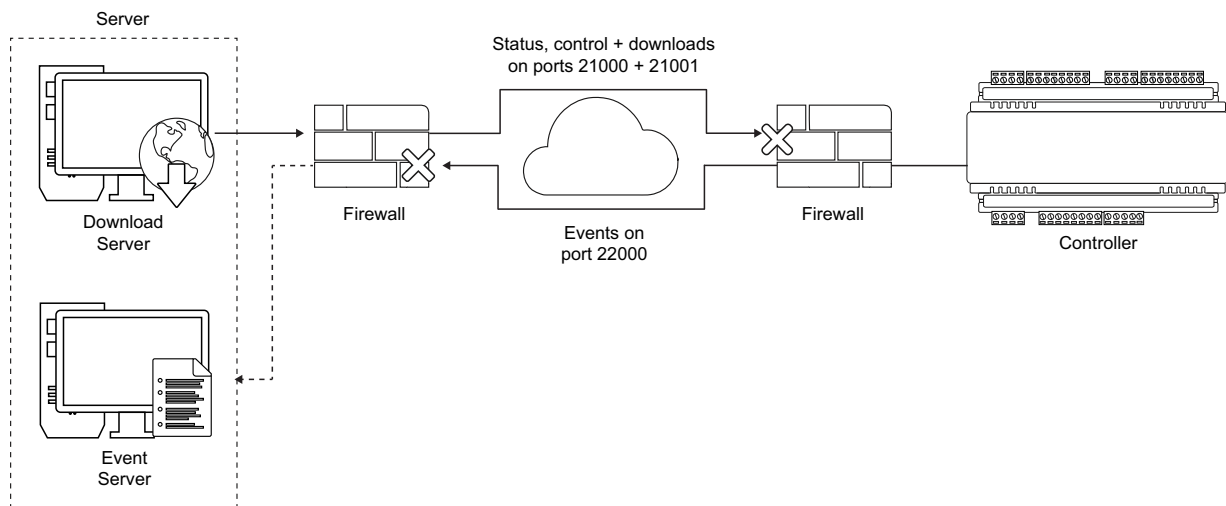 Server
Status, control + downloads
on ports 21000 + 21001
Download
Server
Firewall
Firewall
Events on
port 22000
Controller
Event
Server